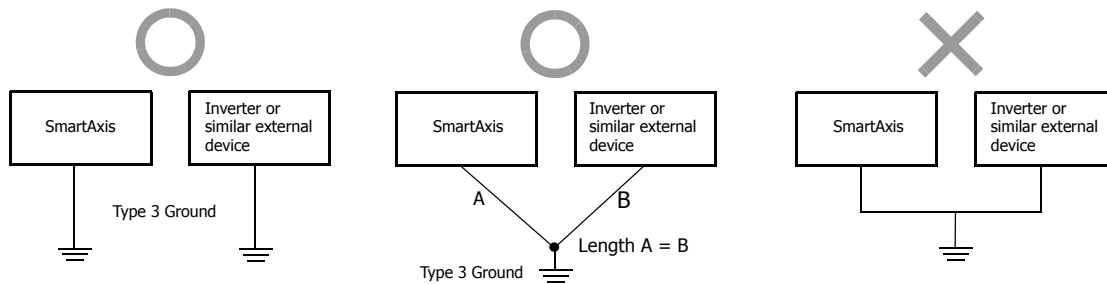 SmartAxis
Inverter or
similar external
device
Type 3 Ground
SmartAxis
Inverter or
similar external
device
A
B
Length A = B
Type 3 Ground
SmartAxis
Inverter or
similar external
device